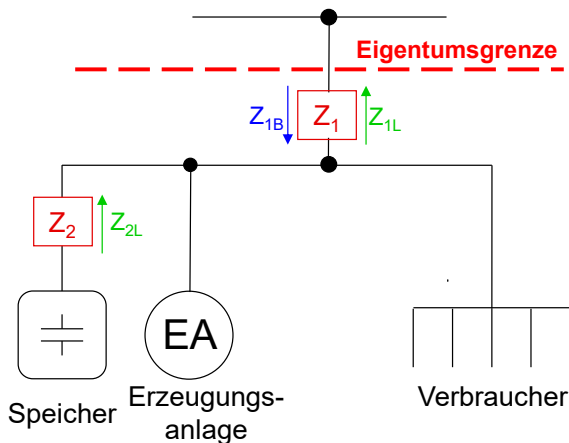 Eigentumsgrenze
Z1B
Z1
Z1L
Z2
Z2L
EA
Speicher
Erzeugungs-
anlage
Verbraucher